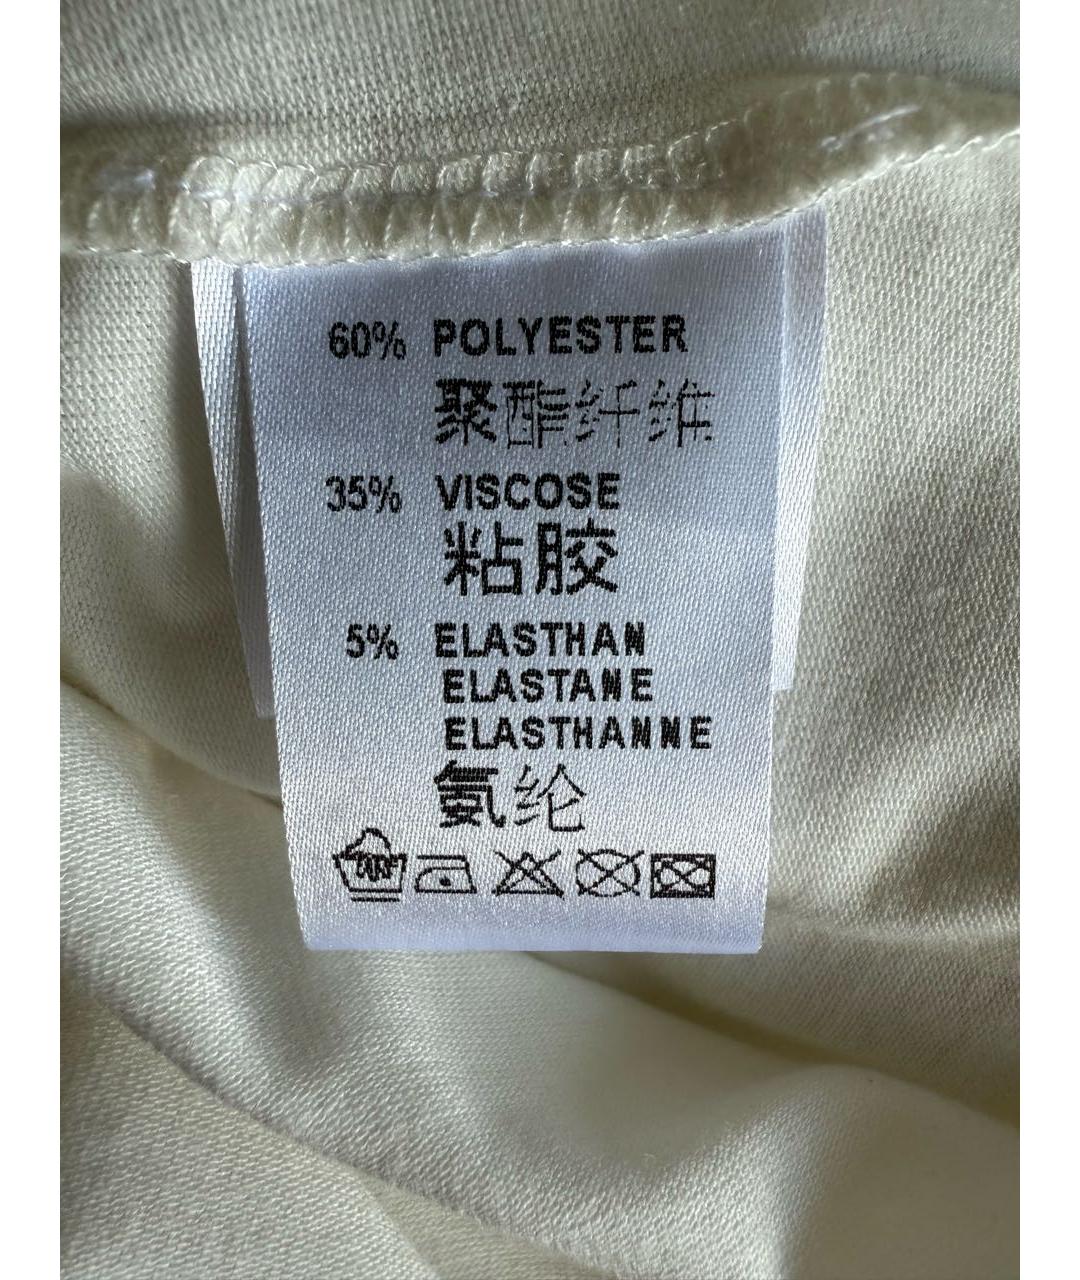 60% POLYESTER
聚酯纤维
35% VISCOSE
粘胶
5% ELASTHAN
ELASTANE
ELASTHANNE
氨纶